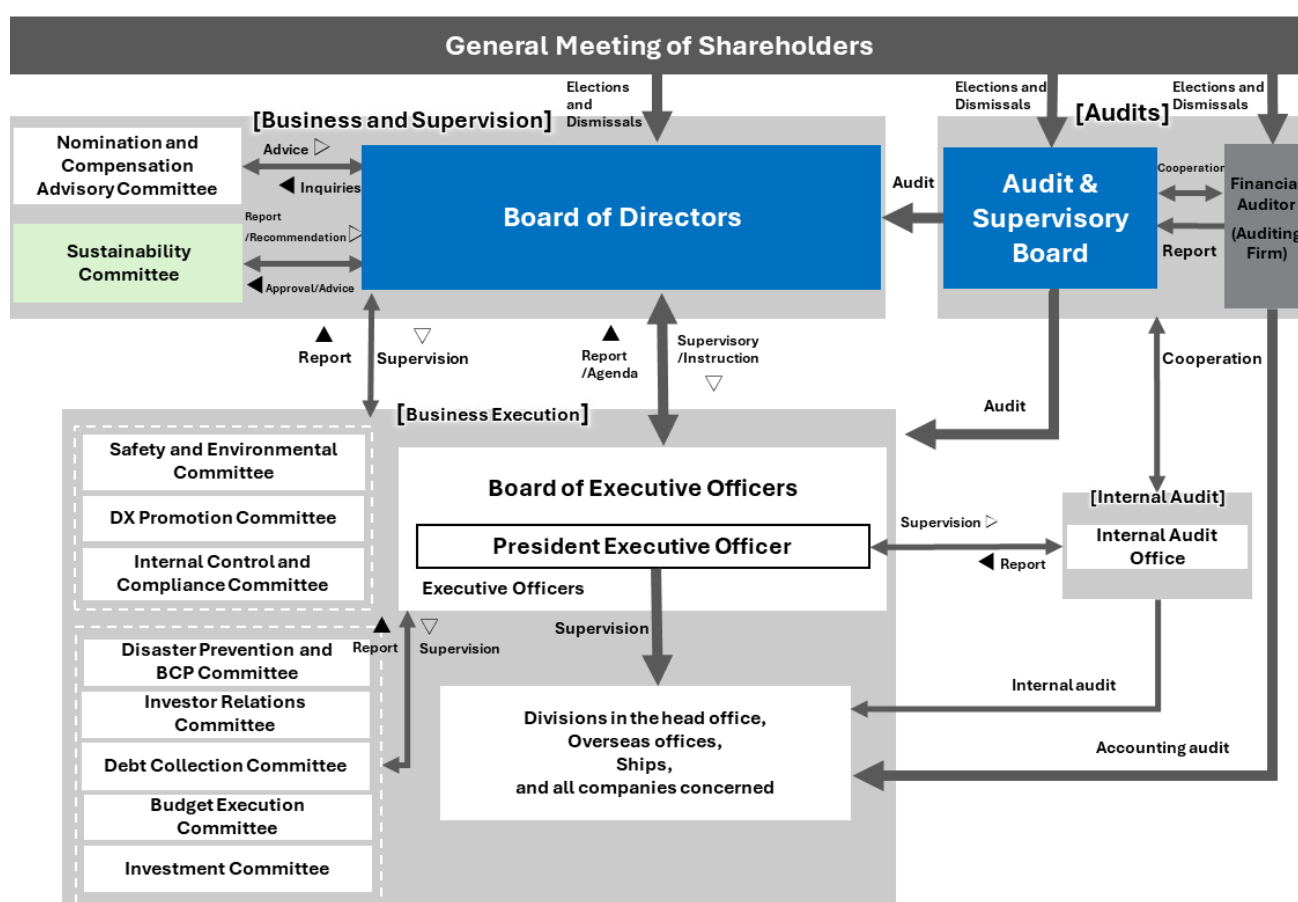 General Meeting of Shareholders
Elections
and
Dismissals
Elections and
Dismissals
Elections and
Dismissals
[Business and Supervision]
[Audits]
Nomination and
Compensation
Advisory Committee
Advice ▷
◀ Inquiries
Board of Directors
Audit
Audit &
Supervisory
Board
Cooperation
Report
Financial
Auditor
(Auditing
Firm)
Report
/Recommendation ▷
◀ Approval/Advice
Sustainability
Committee
▲
Report
▽
Supervision
▲
Report
/Agenda
Supervisory
/Instruction
▽
Cooperation
Audit
[Business Execution]
Safety and Environmental
Committee
DX Promotion Committee
Internal Control and
Compliance Committee
Board of Executive Officers
President Executive Officer
Executive Officers
Supervision ▷
◀ Report
[Internal Audit]
Internal Audit
Office
▲
Report
▽
Supervision
Supervision
Disaster Prevention and
BCP Committee
Investor Relations
Committee
Debt Collection Committee
Budget Execution
Committee
Investment Committee
Divisions in the head office,
Overseas offices,
Ships,
and all companies concerned
Internal audit
Accounting audit